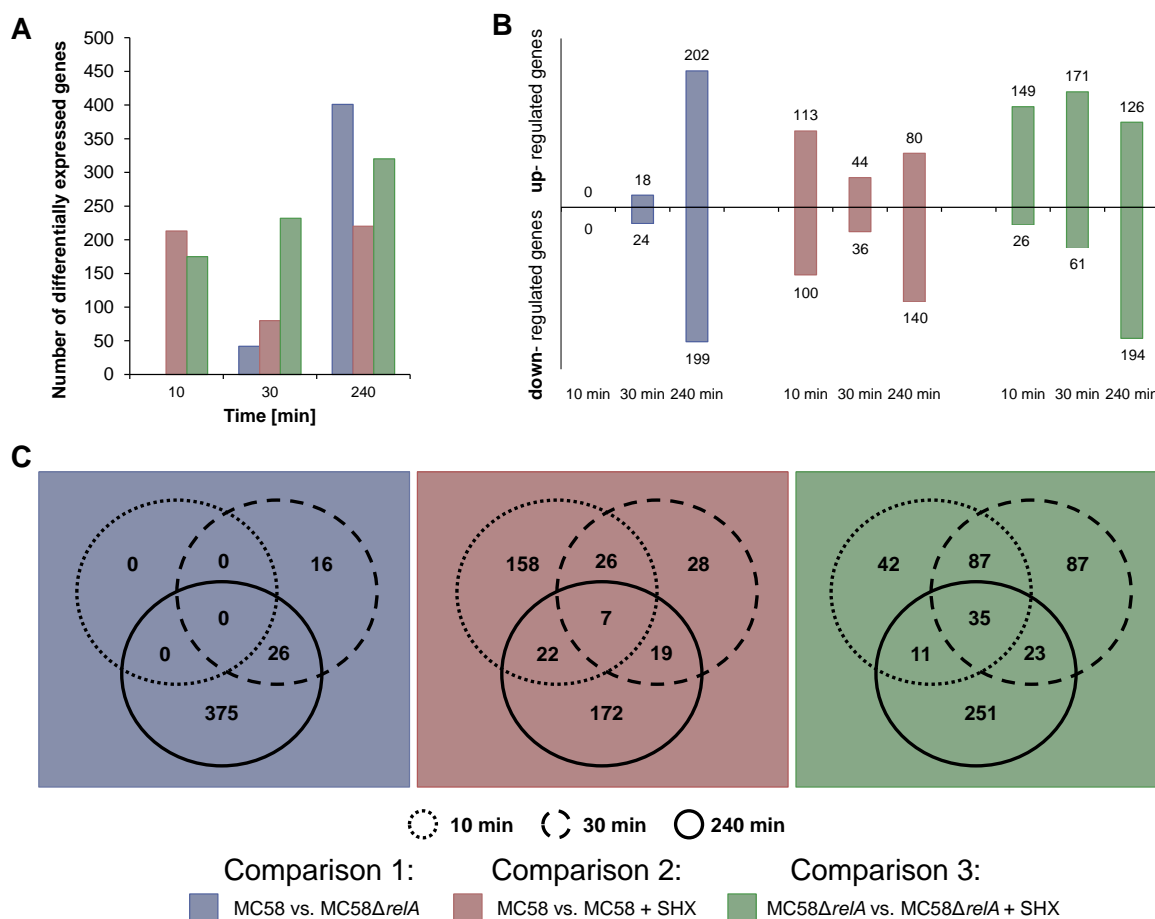 A
Number of differentially expressed genes
500
450
400
350
300
250
200
150
100
50
0
10 30 240
Time [min]
B
up- regulated genes
down- regulated genes
0 18 202 113 44 80 149 171 126
0 24 199 100 36 140 26 61 194
10 min 30 min 240 min 10 min 30 min 240 min 10 min 30 min 240 min
C
0 0 16
0
0 26
375
158 26 28
7
22 19
172
42 87 87
35
11 23
251
10 min 30 min 240 min
Comparison 1: Comparison 2: Comparison 3:
MC58 vs. MC58ΔrelA MC58 vs. MC58 + SHX MC58ΔrelA vs. MC58ΔrelA + SHX